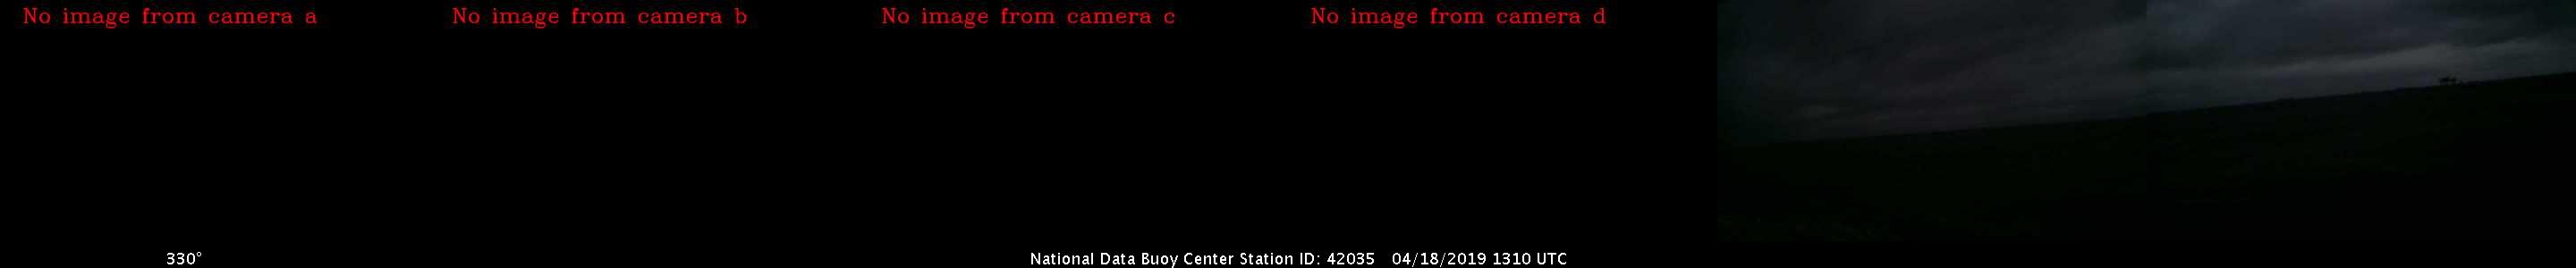 No image from camera a
No image from camera b
No image from camera c
No image from camera d
330°
National Data Buoy Center Station ID: 42035 04/18/2019 1310 UTC